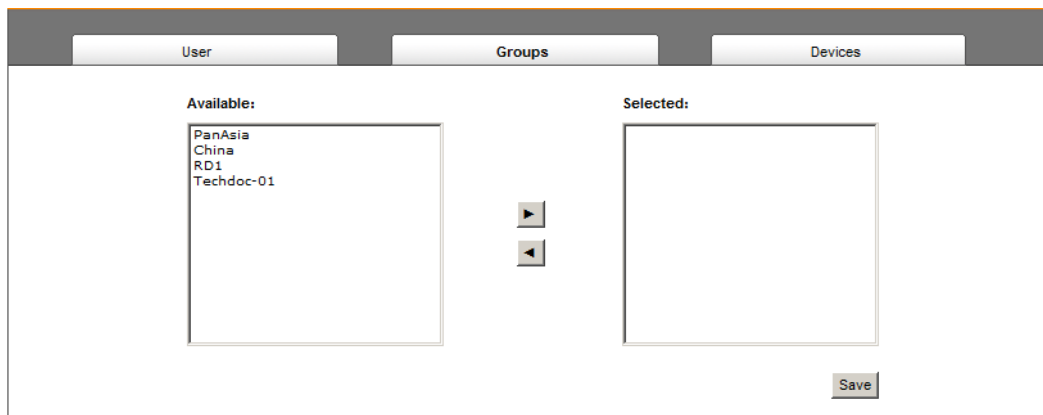 User
Groups
Devices
Available:
Selected:
PanAsia
China
RD1
Techdoc-01
Save